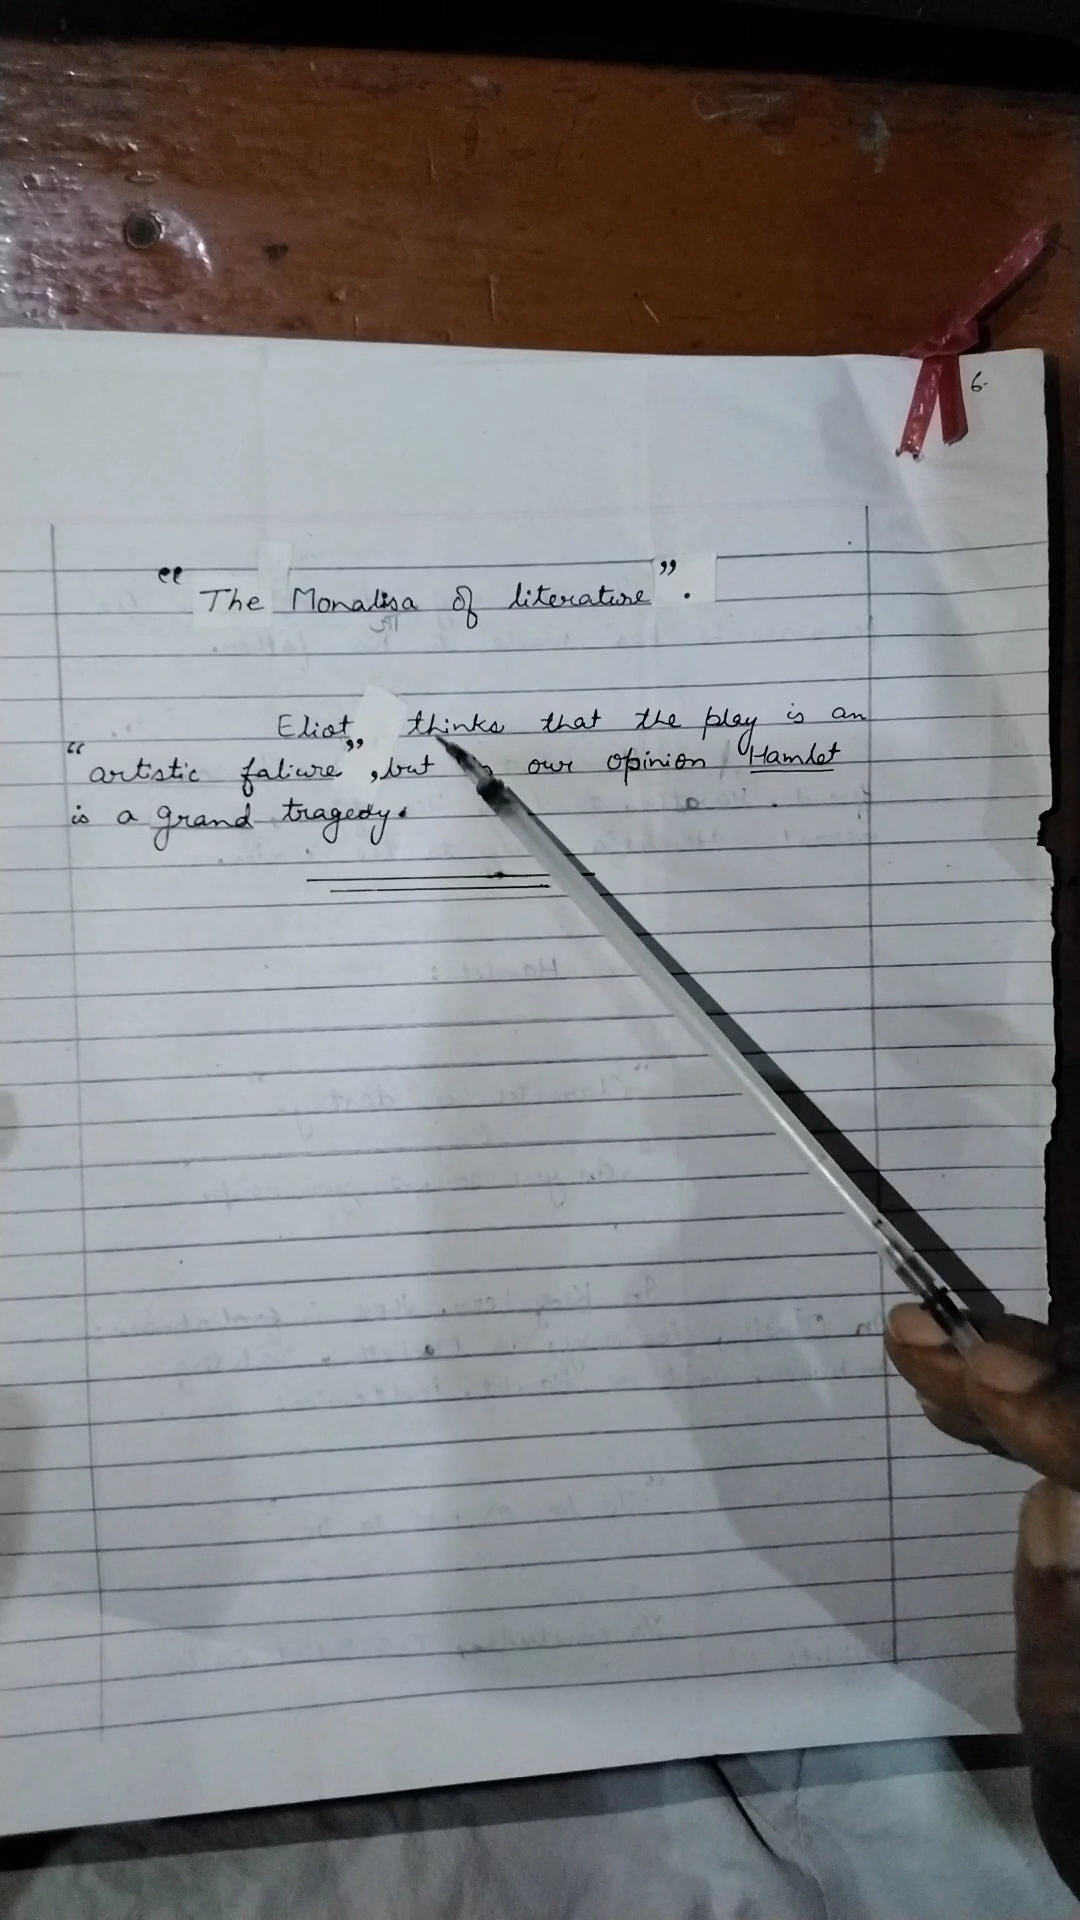 6.
"The Monalisa of literature".
Eliot, thinks that the play is an
"artistic faliure", but our opinion Hamlet
is a grand tragedy.